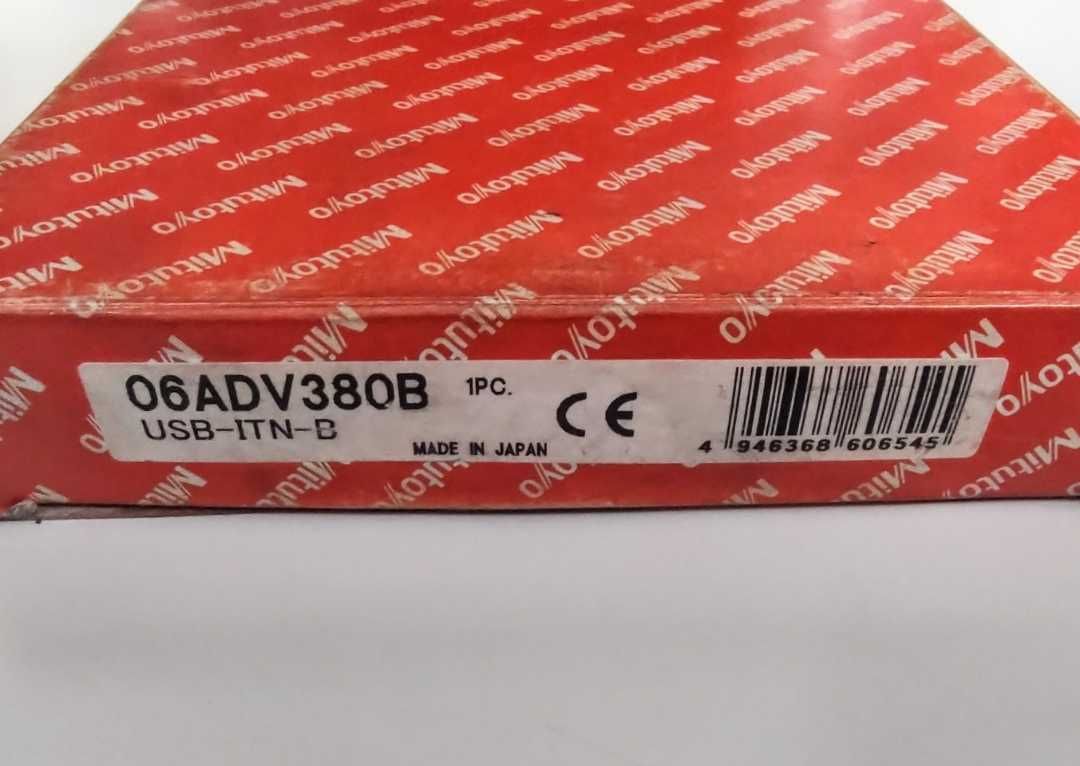 Mitutoyo
06ADV380B 1PC.
USB-ITN-B
MADE IN JAPAN
CE
4 946368 606545